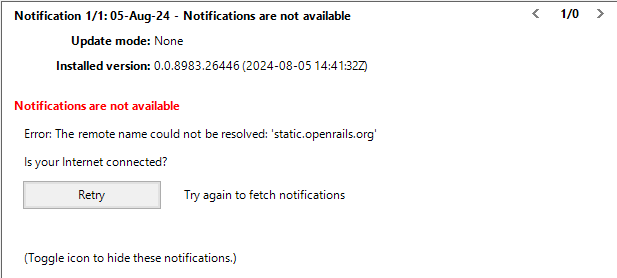 Notification 1/1: 05-Aug-24 - Notifications are not available
< 1/0 >
Update mode: None
Installed version: 0.0.8983.26446 (2024-08-05 14:41:32Z)
Notifications are not available
Error: The remote name could not be resolved: 'static.openrails.org'
Is your Internet connected?
Retry Try again to fetch notifications
(Toggle icon to hide these notifications.)